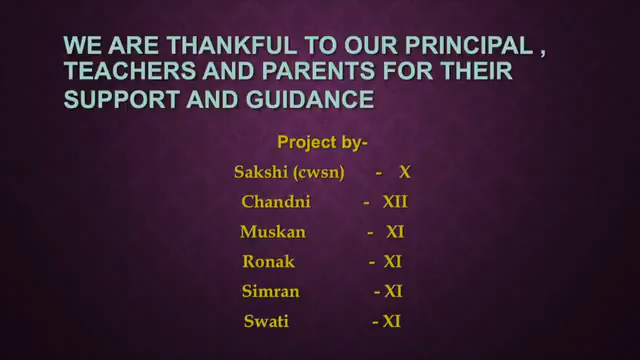 WE ARE THANKFUL TO OUR PRINCIPAL ,
TEACHERS AND PARENTS FOR THEIR
SUPPORT AND GUIDANCE
Project by-
Sakshi (cwsn) - X
Chandni - XII
Muskan - XI
Ronak - XI
Simran - XI
Swati - XI